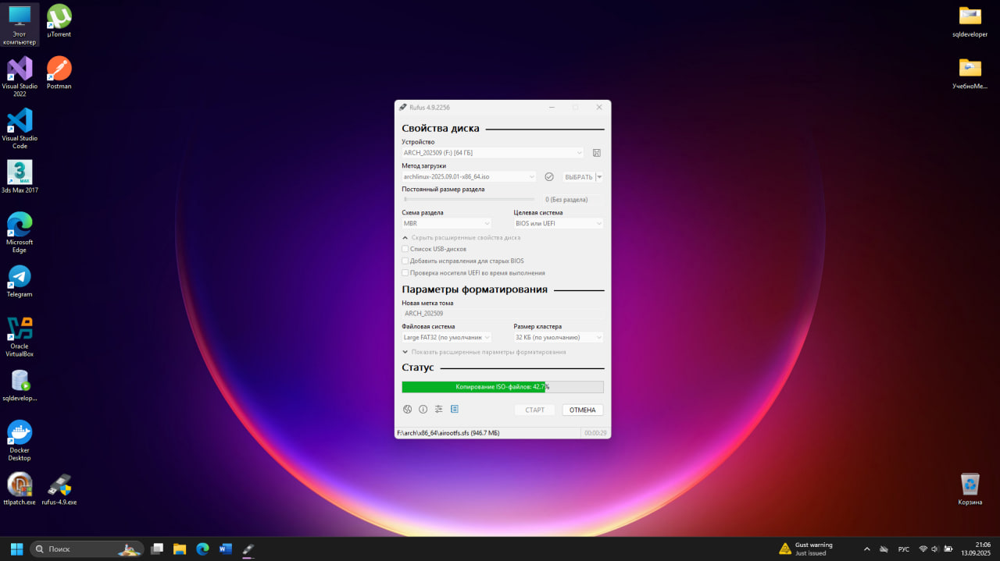 Этот
компьютер
µTorrent
Visual Studio
2022
Postman
Visual Studio
Code
3ds Max 2017
Microsoft
Edge
Telegram
Oracle
VirtualBox
sqldevelop...
Docker
Desktop
ttlpatch.exe
rufus-4.9.exe
sqldeveloper
УчебноМе...
Корзина
Rufus 4.9.2256
Свойства диска
Устройство
ARCH_202509 (F:) [64 ГБ]
Метод загрузки
archlinux-2025.09.01-x86_64.iso
ВЫБРАТЬ
Постоянный размер раздела
0 (Без раздела)
Схема раздела
Целевая система
MBR
BIOS или UEFI
Скрыть расширенные свойства диска
Список USB-дисков
Добавить исправления для старых BIOS
Проверка носителя UEFI во время выполнения
Параметры форматирования
Новая метка тома
ARCH_202509
Файловая система
Размер кластера
Large FAT32 (по умолчаник
32 КБ (по умолчанию)
Показать расширенные параметры форматирования
Статус
Копирование ISO-файлов: 42.7%
СТАРТ
ОТМЕНА
F:\arch\x86_64\airootfs.sfs (946.7 МБ)
00:00:29
Поиск
Gust warning
Just issued
РУС
21:06
13.09.2025